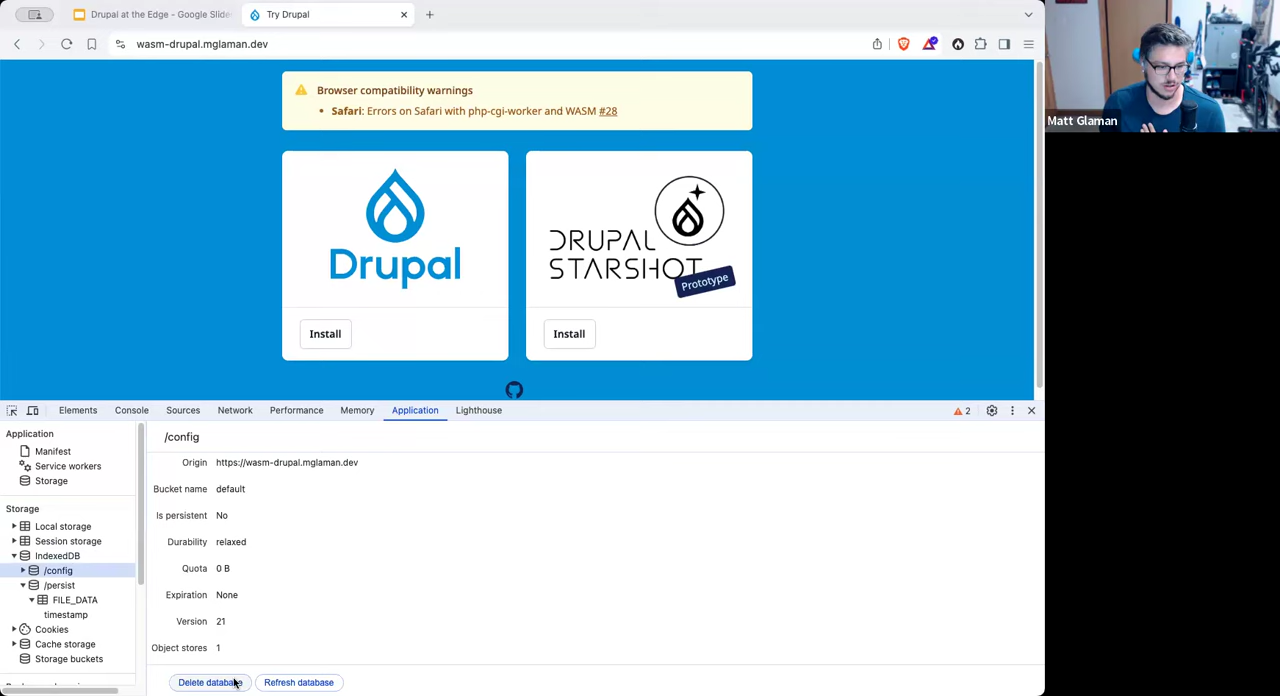 Drupal at the Edge - Google Slide
Try Drupal
wasm-drupal.mglaman.dev
Browser compatibility warnings
Safari: Errors on Safari with php-cgi-worker and WASM #28
Drupal
DRUPAL
STARSHOT
Prototype
Install
Install
Matt Glaman
Elements
Console
Sources
Network
Performance
Memory
Application
Lighthouse
2
Application
Manifest
Service workers
Storage
Storage
Local storage
Session storage
IndexedDB
/config
/persist
FILE_DATA
timestamp
Cookies
Cache storage
Storage buckets
/config
Origin https://wasm-drupal.mglaman.dev
Bucket name default
Is persistent No
Durability relaxed
Quota 0 B
Expiration None
Version 21
Object stores 1
Delete database
Refresh database